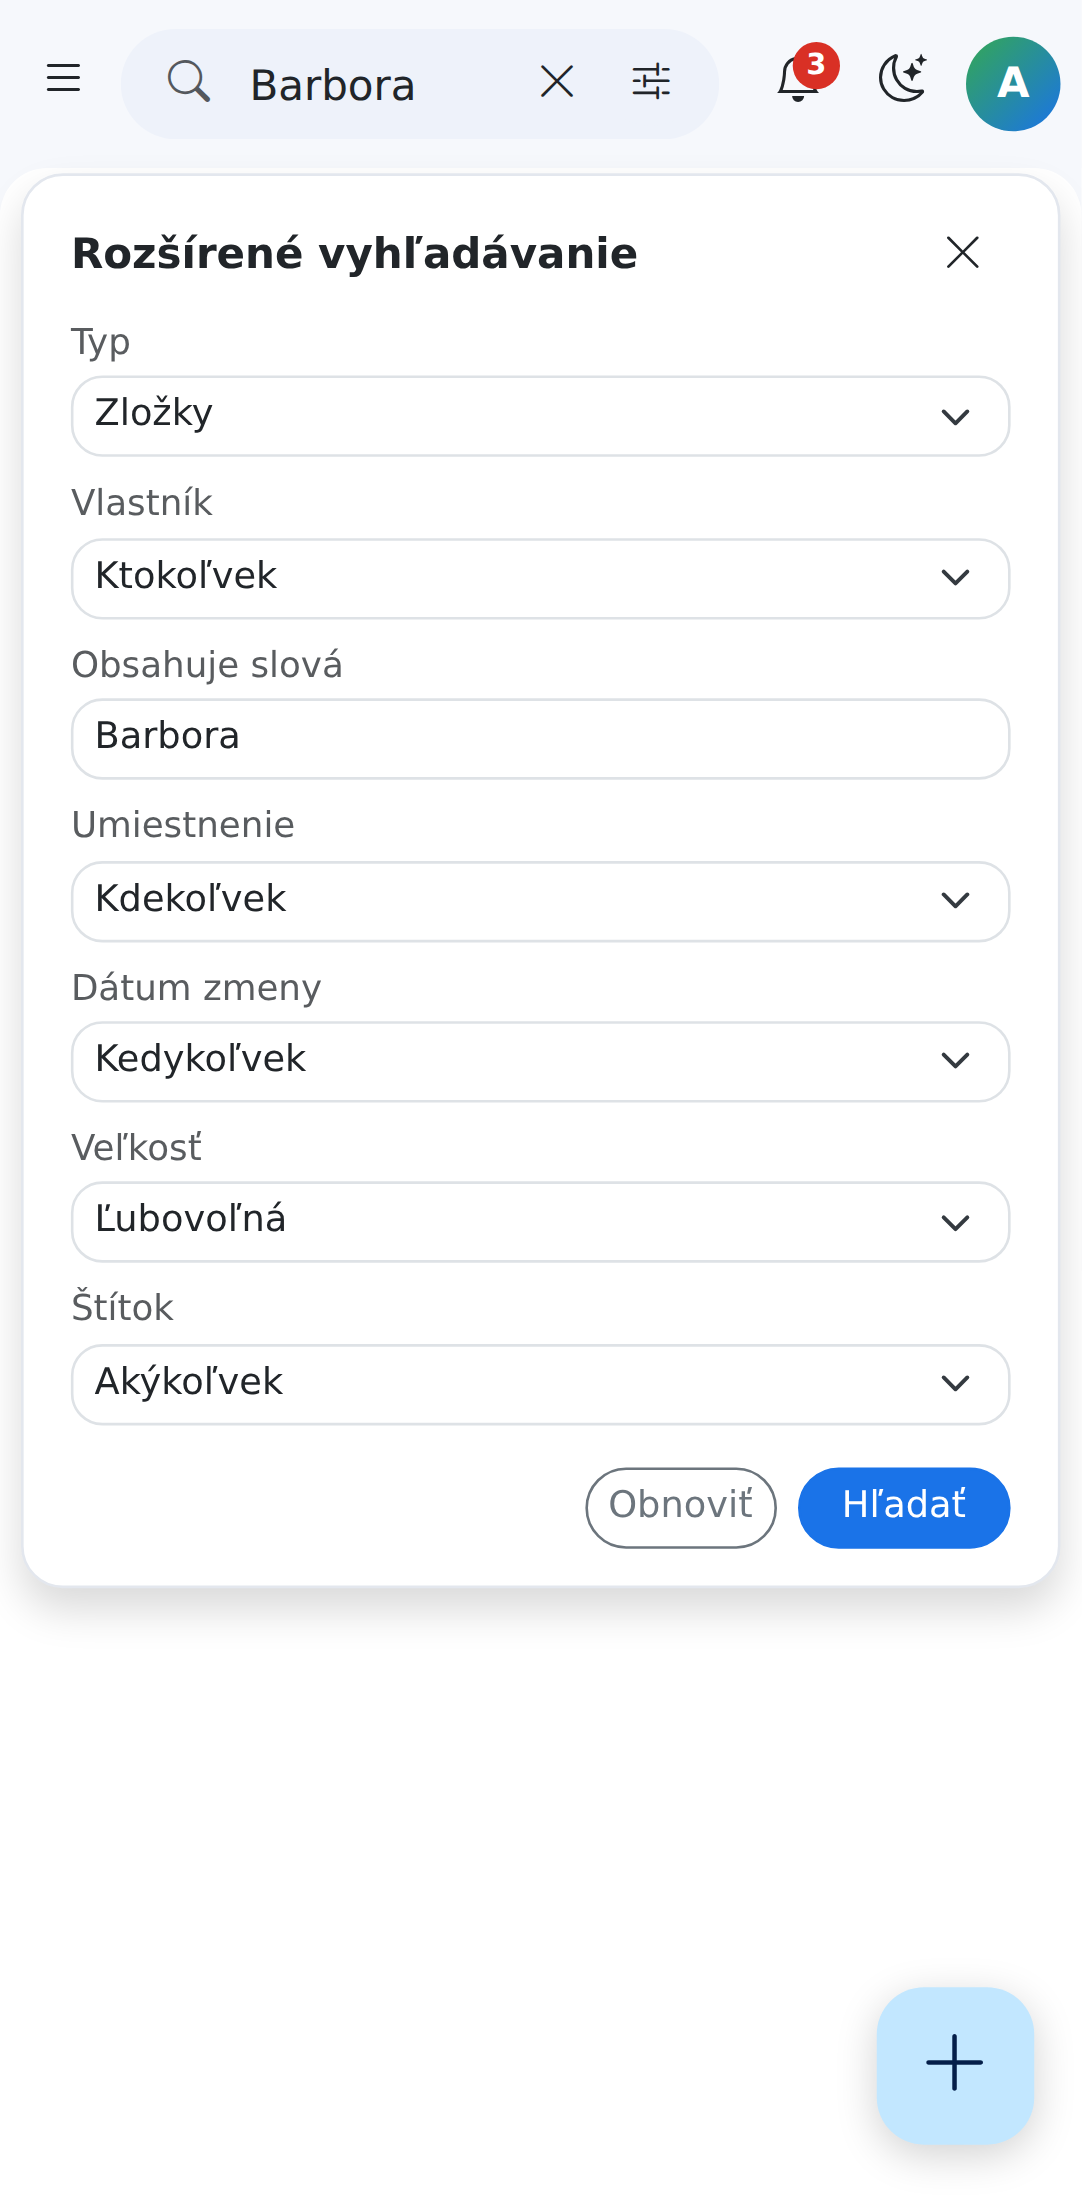 Barbora
3
A
Rozšírené vyhľadávanie
Typ
Zložky
Vlastník
Ktokoľvek
Obsahuje slová
Barbora
Umiestnenie
Kdekoľvek
Dátum zmeny
Kedykoľvek
Veľkosť
Ľubovoľná
Štítok
Akýkoľvek
Obnoviť
Hľadať